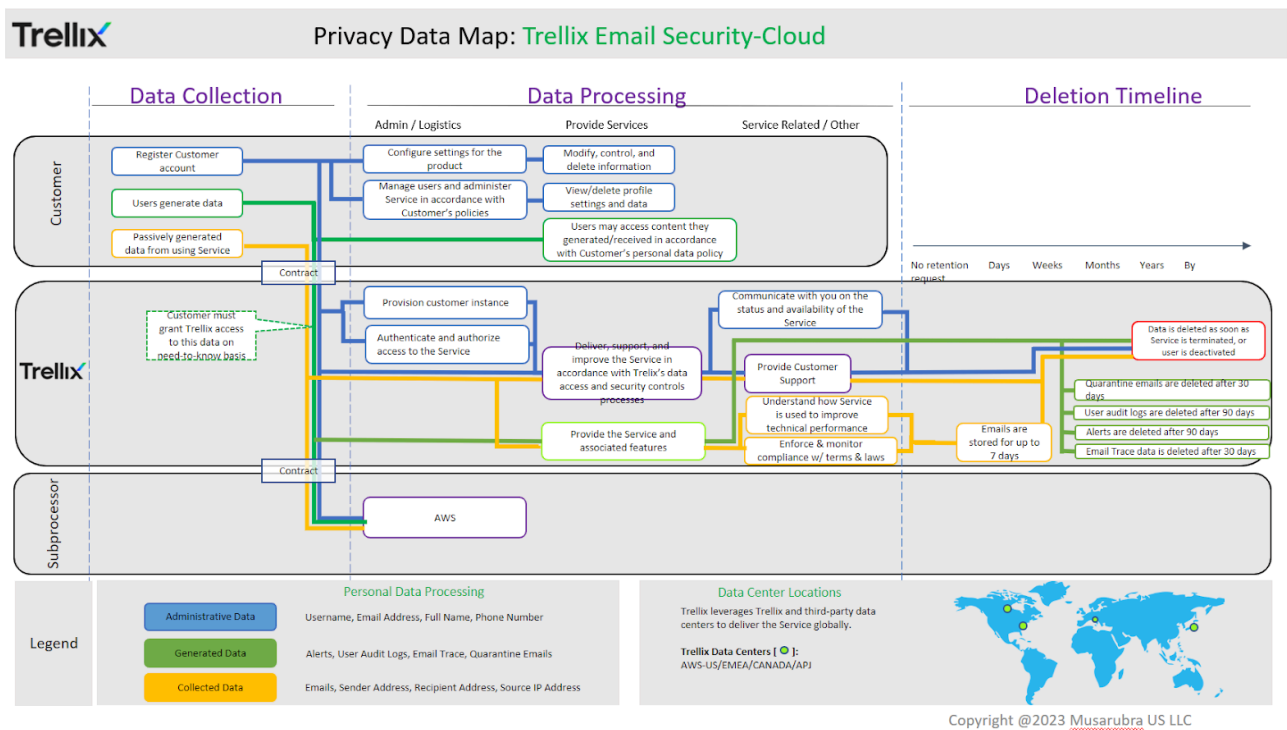 Trellix
Privacy Data Map: Trellix Email Security-Cloud
Data Collection
Data Processing
Deletion Timeline
Admin / Logistics
Provide Services
Service Related / Other
Customer
Register Customer
account
Configure settings for the
product
Modify, control, and
delete information
Users generate data
Manage users and administer
Service in accordance with
Customer's policies
View/delete profile
settings and data
Passively generated
data from using Service
Users may access content they
generated/received in accordance
with Customer's personal data policy
Contract
No retention
request
Days
Weeks
Months
Years
By
Trellix
Customer must
grant Trellix access
to this data on
need-to-know basis
Provision customer instance
Authenticate and authorize
access to the Service
Deliver, support, and
improve the Service in
accordance with Trelix's data
access and security controls
processes
Provide the Service and
associated features
Communicate with you on the
status and availability of the
Service
Provide Customer
Support
Understand how Service
is used to improve
technical performance
Enforce & monitor
compliance w/ terms & laws
Emails are
stored for up to
7 days
Data is deleted as soon as
Service is terminated, or
user is deactivated
Quarantine emails are deleted after 30
days
User audit logs are deleted after 90 days
Alerts are deleted after 90 days
Email Trace data is deleted after 30 days
Contract
Subprocessor
AWS
Legend
Personal Data Processing
Administrative Data
Username, Email Address, Full Name, Phone Number
Generated Data
Alerts, User Audit Logs, Email Trace, Quarantine Emails
Collected Data
Emails, Sender Address, Recipient Address, Source IP Address
Data Center Locations
Trellix leverages Trellix and third-party data
centers to deliver the Service globally.
Trellix Data Centers [ ]:
AWS-US/EMEA/CANADA/APJ
Copyright @2023 Musarubra US LLC